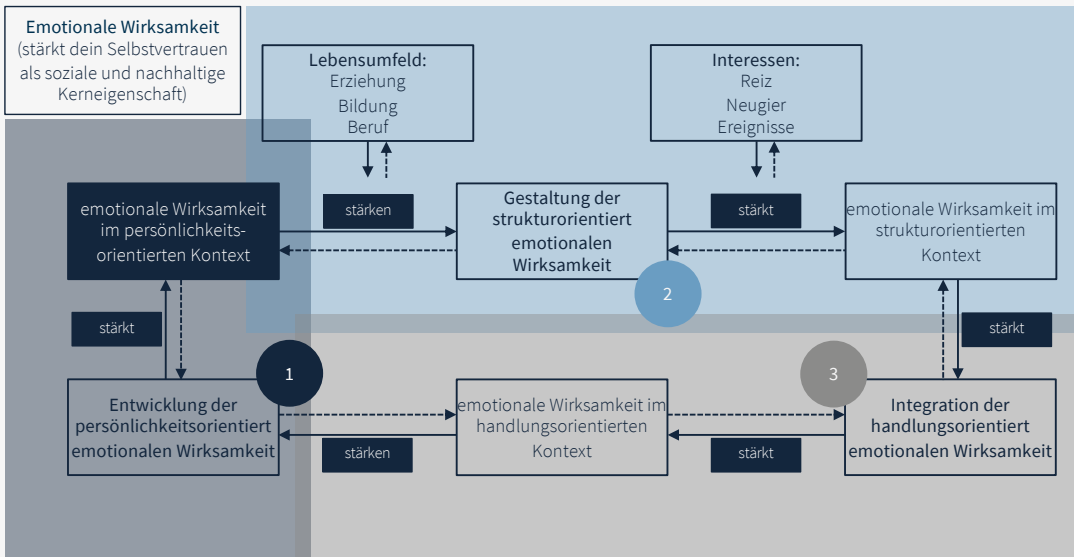 Emotionale Wirksamkeit
(stärkt dein Selbstvertrauen
als soziale und nachhaltige
Kerneigenschaft)
Lebensumfeld:
Erziehung
Bildung
Beruf
Interessen:
Reiz
Neugier
Ereignisse
emotionale Wirksamkeit
im persönlichkeits-
orientierten Kontext
stärken
Gestaltung der
strukturorientiert
emotionalen
Wirksamkeit
stärkt
emotionale Wirksamkeit im
strukturorientierten
Kontext
2
stärkt
stärkt
1
3
Entwicklung der
persönlichkeitsorientiert
emotionalen Wirksamkeit
stärken
emotionale Wirksamkeit im
handlungsorientierten
Kontext
stärkt
Integration der
handlungsorientiert
emotionalen Wirksamkeit